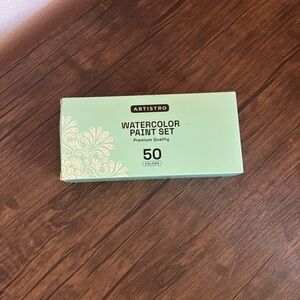 ARTISTRO
WATERCOLOR
PAINT SET
Premium Quality
50
COLORS